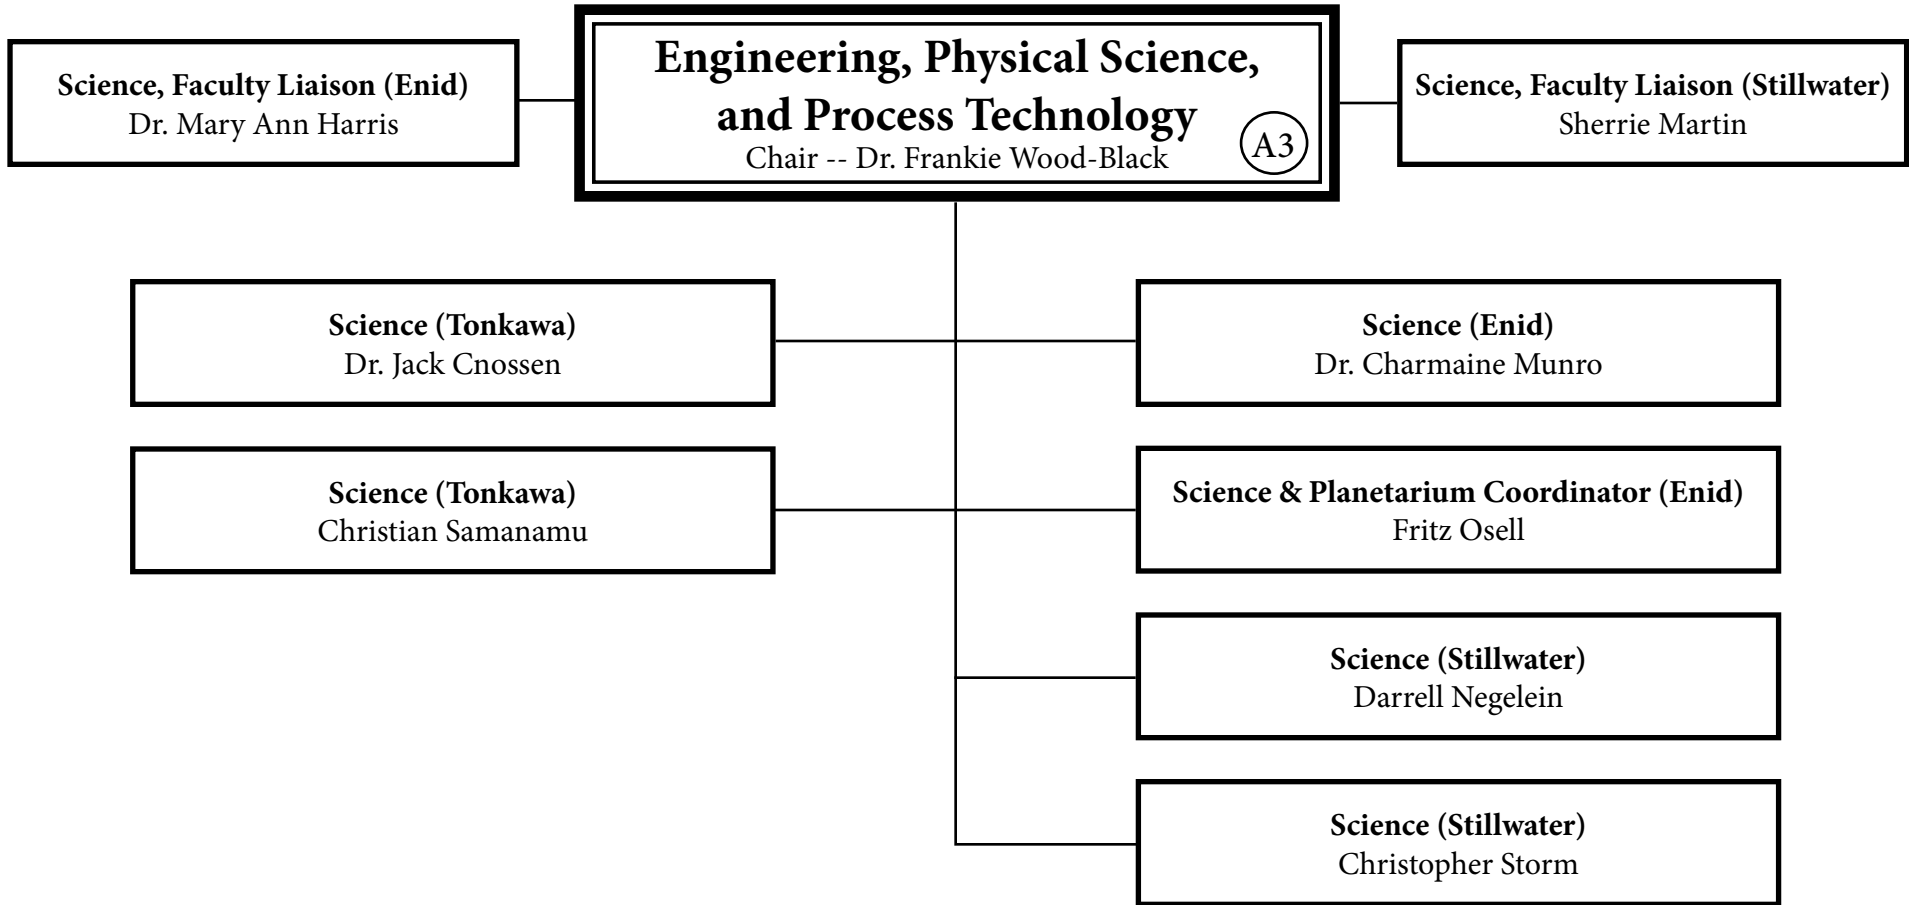 Science, Faculty Liaison (Enid)
Dr. Mary Ann Harris
Engineering, Physical Science,
and Process Technology
Chair -- Dr. Frankie Wood-Black
A3
Science, Faculty Liaison (Stillwater)
Sherrie Martin
Science (Tonkawa)
Dr. Jack Cnossen
Science (Enid)
Dr. Charmaine Munro
Science (Tonkawa)
Christian Samanamu
Science & Planetarium Coordinator (Enid)
Fritz Osell
Science (Stillwater)
Darrell Negelein
Science (Stillwater)
Christopher Storm